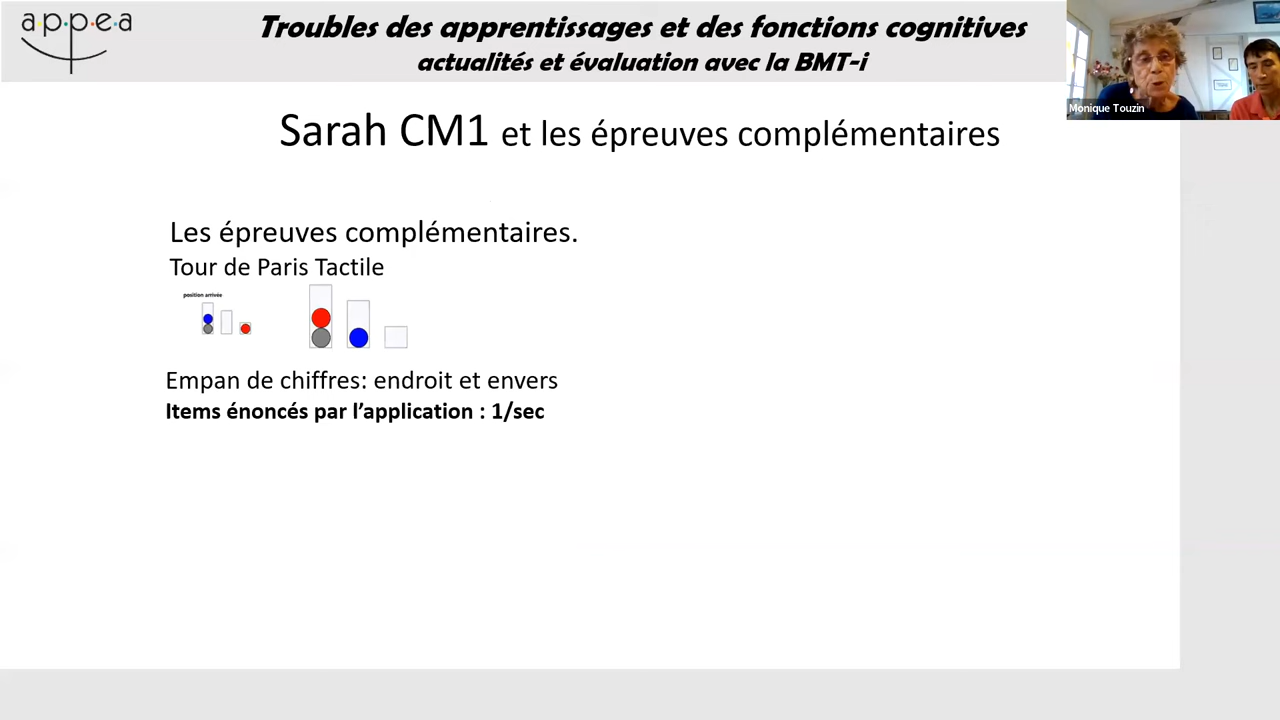 appea
Troubles des apprentissages et des fonctions cognitives
actualités et évaluation avec la BMT-i
Monique Touzin
Sarah CM1 et les épreuves complémentaires
Les épreuves complémentaires.
Tour de Paris Tactile
position arrivée
Empan de chiffres: endroit et envers
Items énoncés par l’application : 1/sec